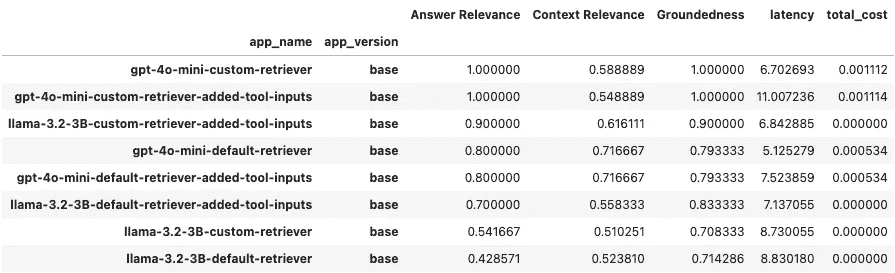 Answer Relevance Context Relevance Groundedness latency total_cost
app_name app_version
gpt-4o-mini-custom-retriever base 1.000000 0.588889 1.000000 6.702693 0.001112
gpt-4o-mini-custom-retriever-added-tool-inputs base 1.000000 0.548889 1.000000 11.007236 0.001114
llama-3.2-3B-custom-retriever-added-tool-inputs base 0.900000 0.616111 0.900000 6.842885 0.000000
gpt-4o-mini-default-retriever base 0.800000 0.716667 0.793333 5.125279 0.000534
gpt-4o-mini-default-retriever-added-tool-inputs base 0.800000 0.716667 0.793333 7.523859 0.000534
llama-3.2-3B-default-retriever-added-tool-inputs base 0.700000 0.558333 0.833333 7.137055 0.000000
llama-3.2-3B-custom-retriever base 0.541667 0.510251 0.708333 8.730055 0.000000
llama-3.2-3B-default-retriever base 0.428571 0.523810 0.714286 8.830180 0.000000